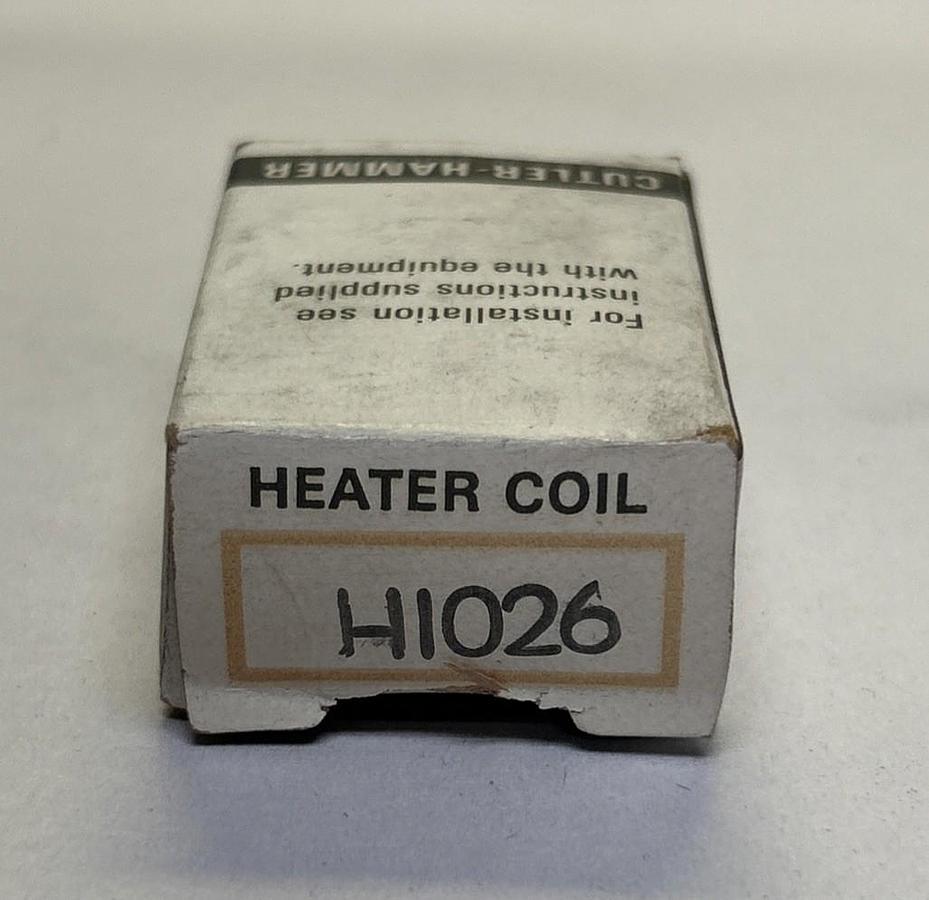 HEATER COIL
H1026
CUTLER-HAMMER
For installation see
instructions supplied
with the equipment.